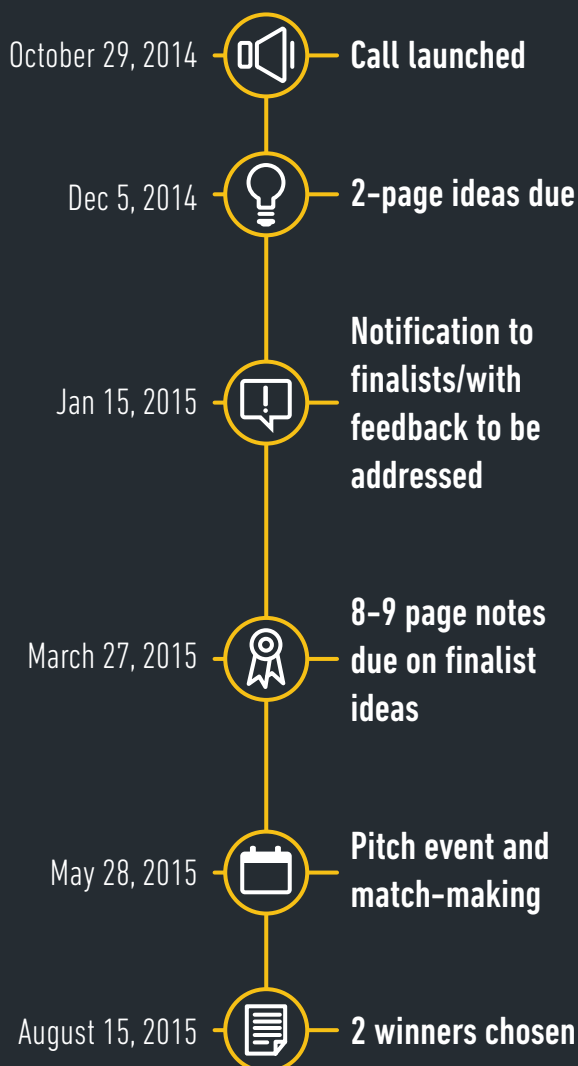 October 29, 2014
Call launched
Dec 5, 2014
2-page ideas due
Jan 15, 2015
Notification to
finalists/with
feedback to be
addressed
March 27, 2015
8-9 page notes
due on finalist
ideas
May 28, 2015
Pitch event and
match-making
August 15, 2015
2 winners chosen